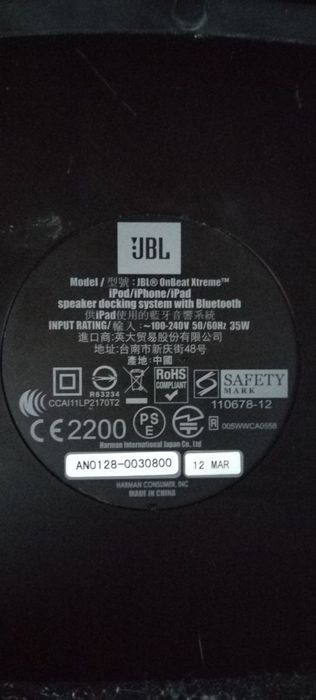 JBL
Model / 型號 : JBL® OnBeat Xtreme™
iPod/iPhone/iPad
speaker docking system with Bluetooth
供iPad使用的藍牙音響系統
INPUT RATING/ 輸入 : ~100-240V 50/60Hz 35W
進口商: 英大貿易股份有限公司
地址: 台南市新庆街48号
產地: 中國
R63234
RoHS
COMPLIANT
SAFETY
MARK
CCAI11LP2170T2
110678-12
CE2200
PS
E
R 005WWCA0558
Harman International Japan Co., Ltd
AN0128-0030800
12 MAR
HARMAN CONSUMER, INC
MADE IN CHINA